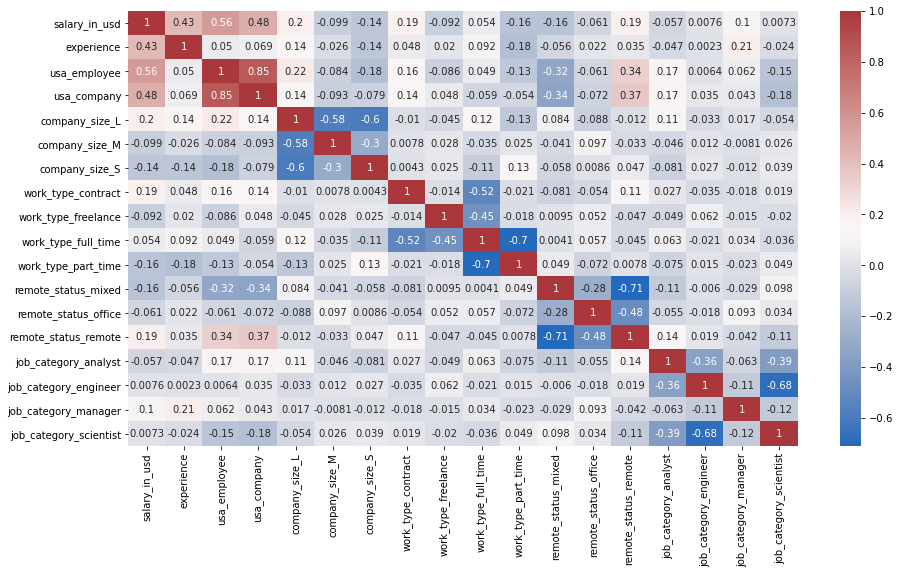 salary_in_usd 1 0.43 0.56 0.48 0.2 -0.099 -0.14 0.19 -0.092 0.054 -0.16 -0.16 -0.061 0.19 -0.057 0.0076 0.1 0.0073
experience 0.43 1 0.05 0.069 0.14 -0.026 -0.14 0.048 0.02 0.092 -0.18 -0.056 0.022 0.035 -0.047 0.0023 0.21 -0.024
usa_employee 0.56 0.05 1 0.85 0.22 -0.084 -0.18 0.16 -0.086 0.049 -0.13 -0.32 -0.061 0.34 0.17 0.0064 0.062 -0.15
usa_company 0.48 0.069 0.85 1 0.14 -0.093 -0.079 0.14 0.048 -0.059 -0.054 -0.34 -0.072 0.37 0.17 0.035 0.043 -0.18
company_size_L 0.2 0.14 0.22 0.14 1 -0.58 -0.6 -0.01 -0.045 0.12 -0.13 0.084 -0.088 -0.012 0.11 -0.033 0.017 -0.054
company_size_M -0.099 -0.026 -0.084 -0.093 -0.58 1 -0.3 0.0078 0.028 -0.035 0.025 -0.041 0.097 -0.033 -0.046 0.012 -0.0081 0.026
company_size_S -0.14 -0.14 -0.18 -0.079 -0.6 -0.3 1 0.0043 0.025 -0.11 0.13 -0.058 0.0086 0.047 -0.081 0.027 -0.012 0.039
work_type_contract 0.19 0.048 0.16 0.14 -0.01 0.0078 0.0043 1 -0.014 -0.52 -0.021 -0.081 -0.054 0.11 0.027 -0.035 -0.018 0.019
work_type_freelance -0.092 0.02 -0.086 0.048 -0.045 0.028 0.025 -0.014 1 -0.45 -0.018 0.0095 0.052 -0.047 -0.049 0.062 -0.015 -0.02
work_type_full_time 0.054 0.092 0.049 -0.059 0.12 -0.035 -0.11 -0.52 -0.45 1 -0.7 0.0041 0.057 -0.045 0.063 -0.021 0.034 -0.036
work_type_part_time -0.16 -0.18 -0.13 -0.054 -0.13 0.025 0.13 -0.021 -0.018 -0.7 1 0.049 -0.072 0.0078 -0.075 0.015 -0.023 0.049
remote_status_mixed -0.16 -0.056 -0.32 -0.34 0.084 -0.041 -0.058 -0.081 0.0095 0.0041 0.049 1 -0.28 -0.71 -0.11 -0.006 -0.029 0.098
remote_status_office -0.061 0.022 -0.061 -0.072 -0.088 0.097 0.0086 -0.054 0.052 0.057 -0.072 -0.28 1 -0.48 -0.055 -0.018 0.093 0.034
remote_status_remote 0.19 0.035 0.34 0.37 -0.012 -0.033 0.047 0.11 -0.047 -0.045 0.0078 -0.71 -0.48 1 0.14 0.019 -0.042 -0.11
job_category_analyst -0.057 -0.047 0.17 0.17 0.11 -0.046 -0.081 0.027 -0.049 0.063 -0.075 -0.11 -0.055 0.14 1 -0.36 -0.063 -0.39
job_category_engineer 0.0076 0.0023 0.0064 0.035 -0.033 0.012 0.027 -0.035 0.062 -0.021 0.015 -0.006 -0.018 0.019 -0.36 1 -0.11 -0.68
job_category_manager 0.1 0.21 0.062 0.043 0.017 -0.0081 -0.012 -0.018 -0.015 0.034 -0.023 -0.029 0.093 -0.042 -0.063 -0.11 1 -0.12
job_category_scientist 0.0073 -0.024 -0.15 -0.18 -0.054 0.026 0.039 0.019 -0.02 -0.036 0.049 0.098 0.034 -0.11 -0.39 -0.68 -0.12 1
salary_in_usd
experience
usa_employee
usa_company
company_size_L
company_size_M
company_size_S
work_type_contract
work_type_freelance
work_type_full_time
work_type_part_time
remote_status_mixed
remote_status_office
remote_status_remote
job_category_analyst
job_category_engineer
job_category_manager
job_category_scientist
1.0
0.8
0.6
0.4
0.2
0.0
−0.2
−0.4
−0.6